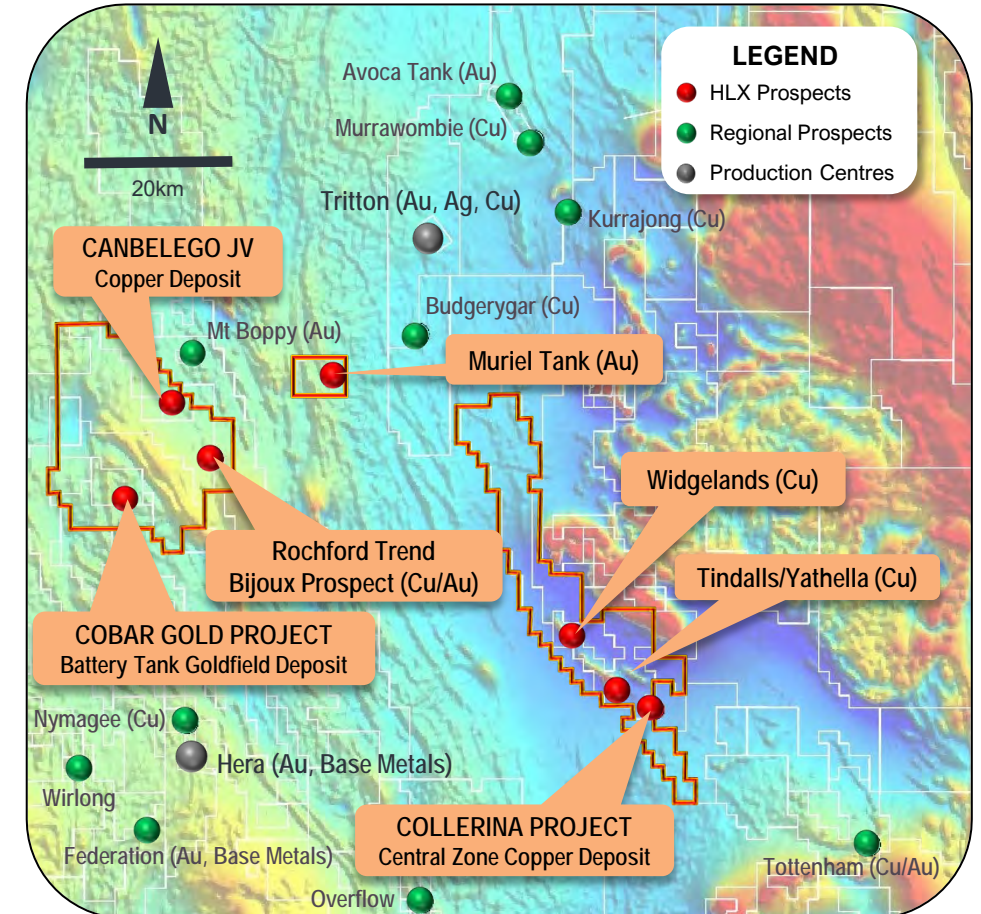 LEGEND
HLX Prospects
Regional Prospects
Production Centres
N
20km
Avoca Tank (Au)
Murrawombie (Cu)
Tritton (Au, Ag, Cu)
Kurrajong (Cu)
CANBELEGO JV
Copper Deposit
Mt Boppy (Au)
Budgerygar (Cu)
Muriel Tank (Au)
Widgelands (Cu)
Rochford Trend
Bijoux Prospect (Cu/Au)
Tindalls/Yathella (Cu)
COBAR GOLD PROJECT
Battery Tank Goldfield Deposit
Nymagee (Cu)
Hera (Au, Base Metals)
Wirlong
COLLERINA PROJECT
Central Zone Copper Deposit
Federation (Au, Base Metals)
Tottenham (Cu/Au)
Overflow